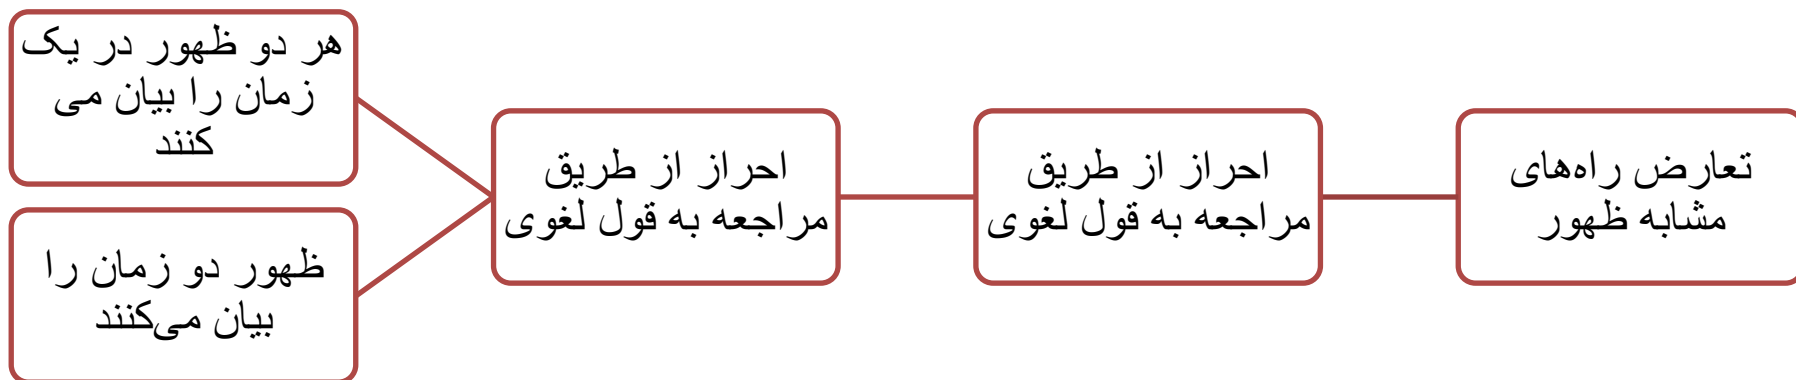 تعارض راه‌های
مشابه ظهور
احراز از طریق
مراجعه به قول لغوی
احراز از طریق
مراجعه به قول لغوی
هر دو ظهور در یک
زمان را بیان می
کنند
ظهور دو زمان را
بیان می‌کنند